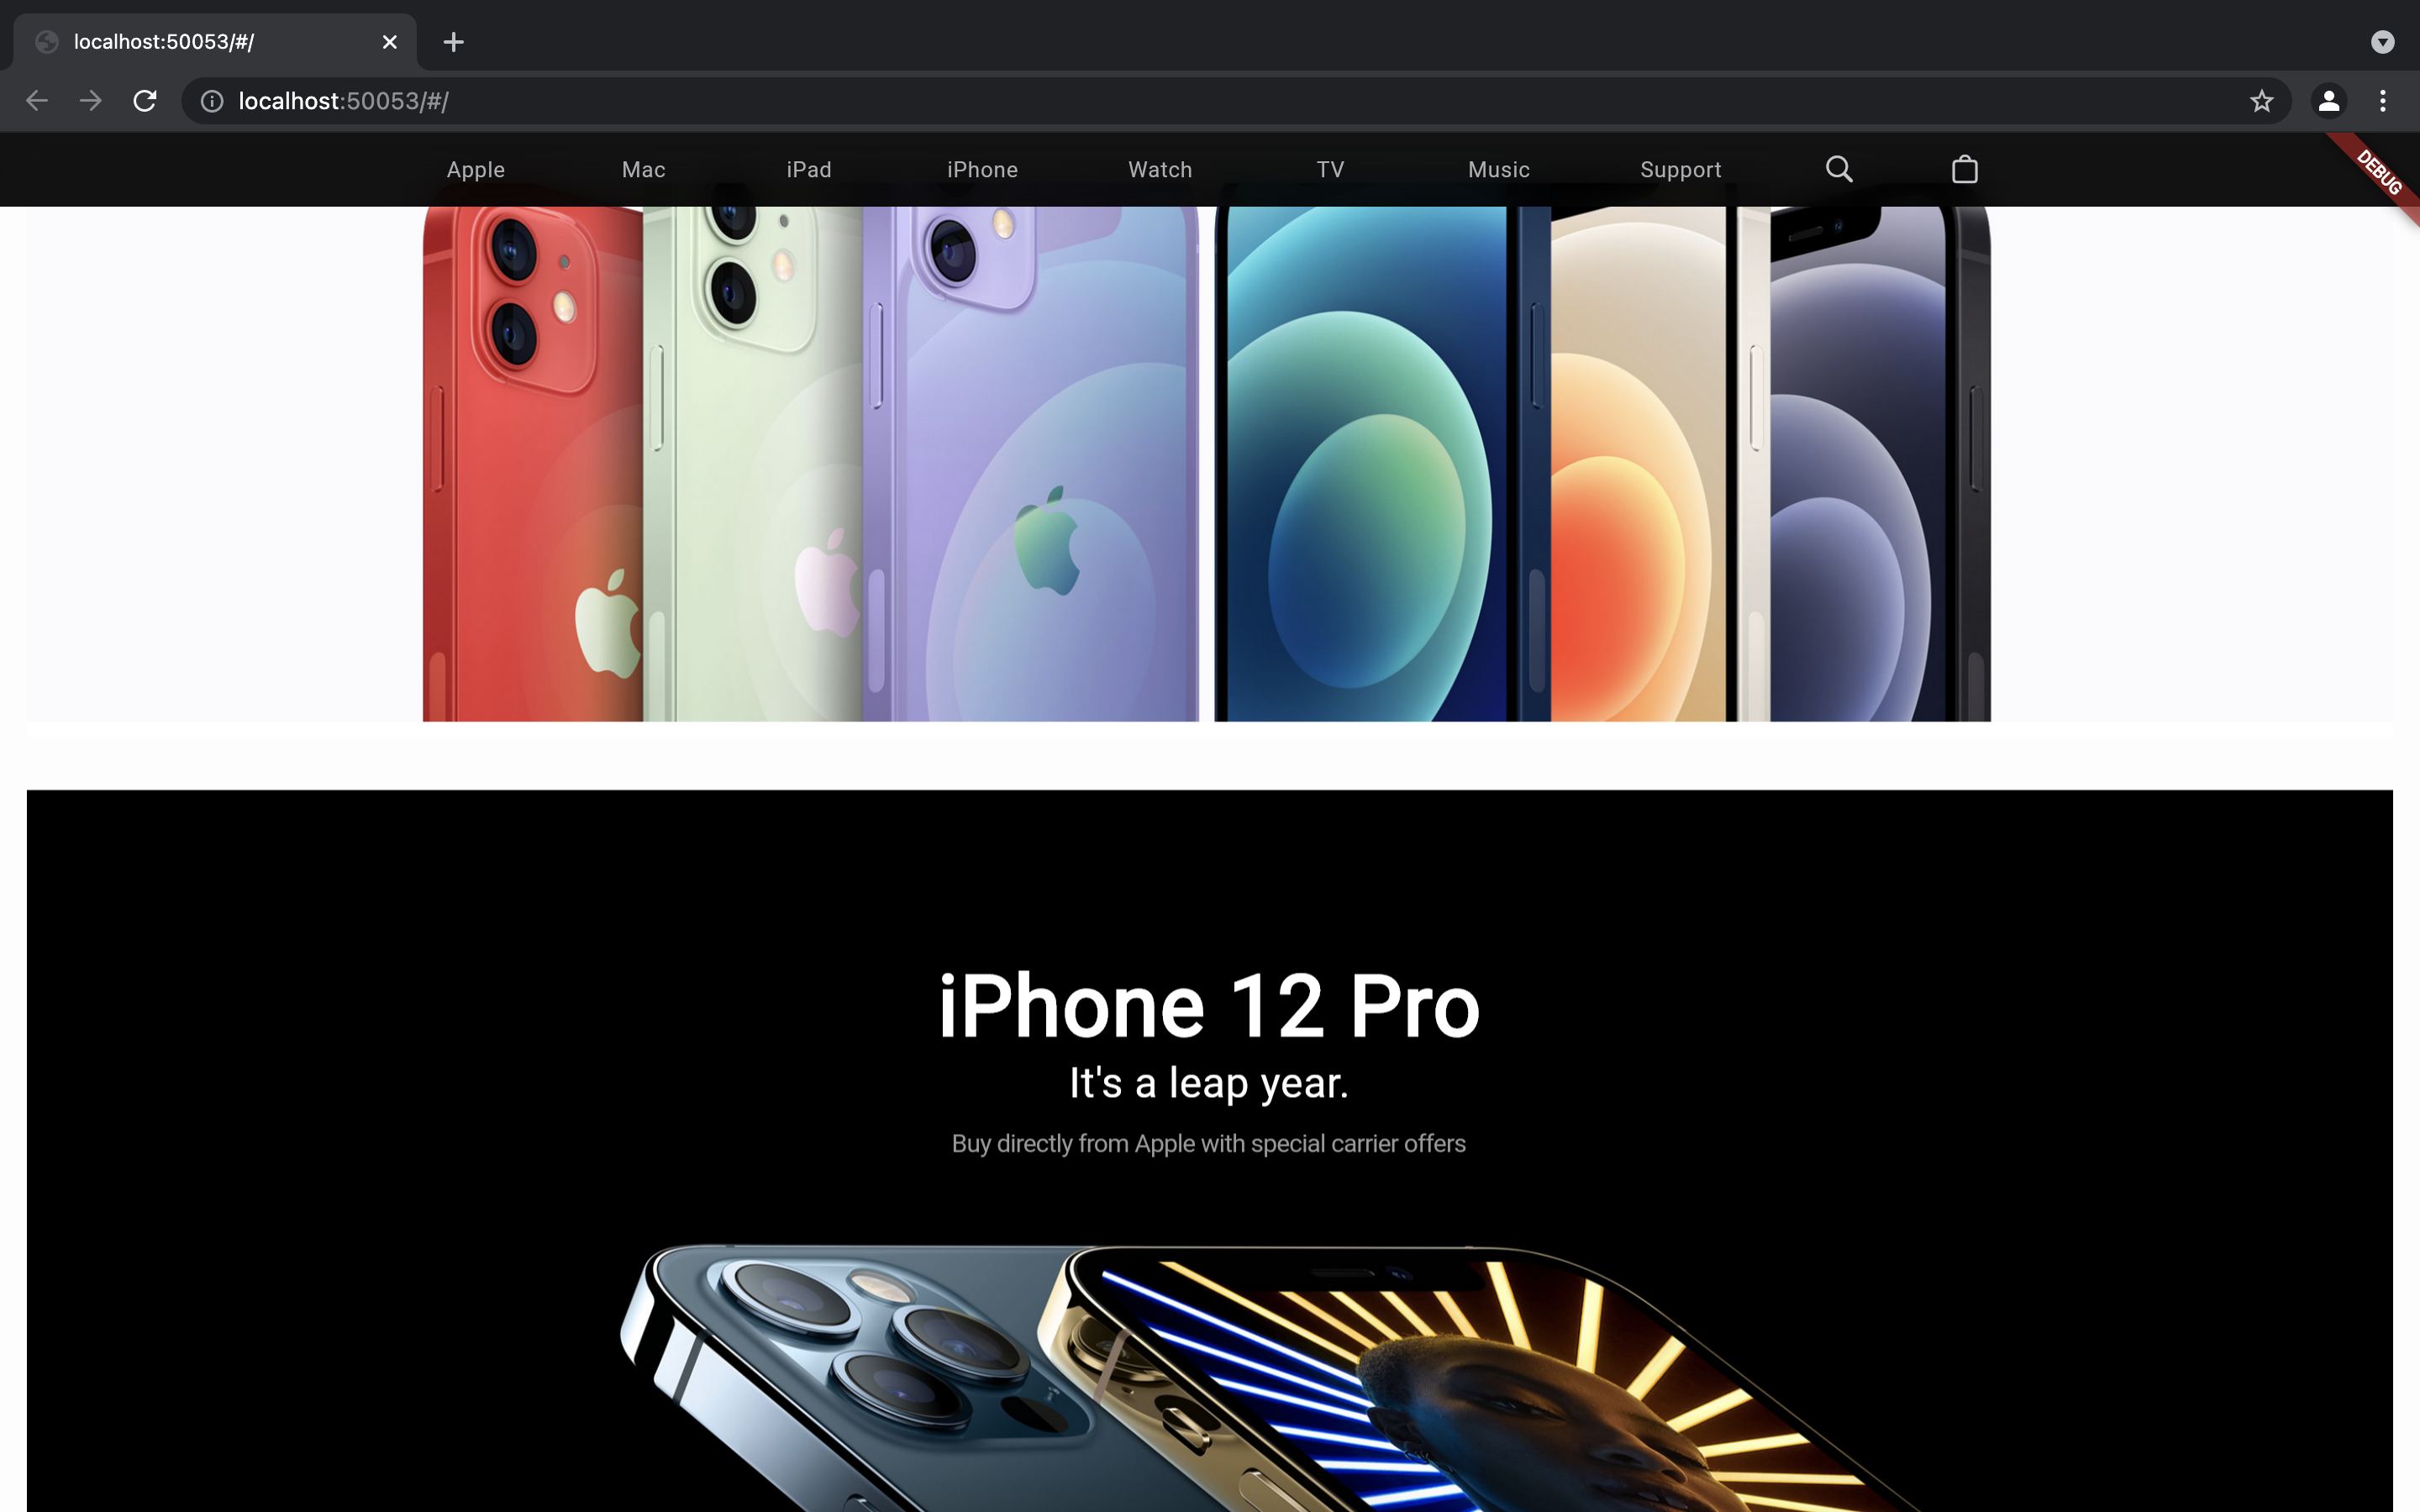 localhost:50053/#/
localhost:50053/#/
Apple Mac iPad iPhone Watch TV Music Support
DEBUG
iPhone 12 Pro
It's a leap year.
Buy directly from Apple with special carrier offers